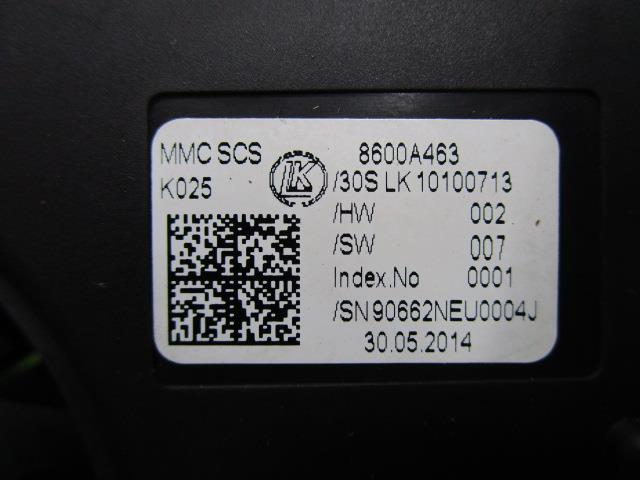 MMC SCS
K025
LK
8600A463
/30S LK 10100713
/HW 002
/SW 007
Index.No 0001
/SN 90662NEU0004J
30.05.2014